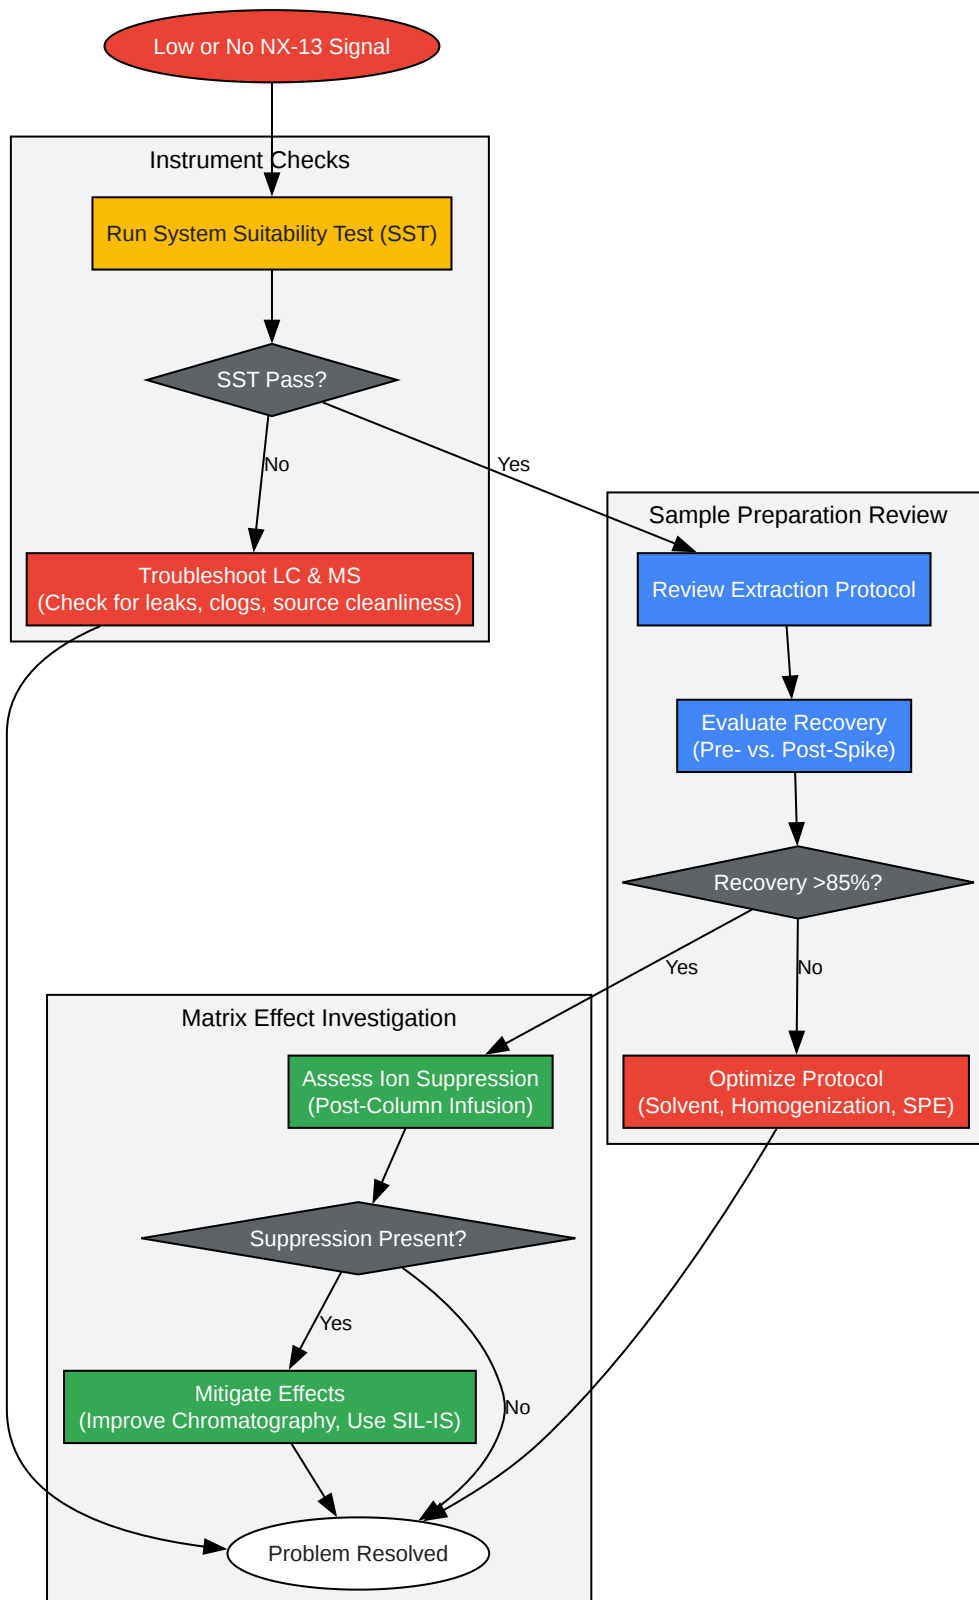 Low or No NX-13 Signal
Instrument Checks
Run System Suitability Test (SST)
SST Pass?
No
Yes
Troubleshoot LC & MS
(Check for leaks, clogs, source cleanliness)
Sample Preparation Review
Review Extraction Protocol
Evaluate Recovery
(Pre- vs. Post-Spike)
Recovery >85%?
Yes
No
Optimize Protocol
(Solvent, Homogenization, SPE)
Matrix Effect Investigation
Assess Ion Suppression
(Post-Column Infusion)
Suppression Present?
Yes
No
Mitigate Effects
(Improve Chromatography, Use SIL-IS)
Problem Resolved